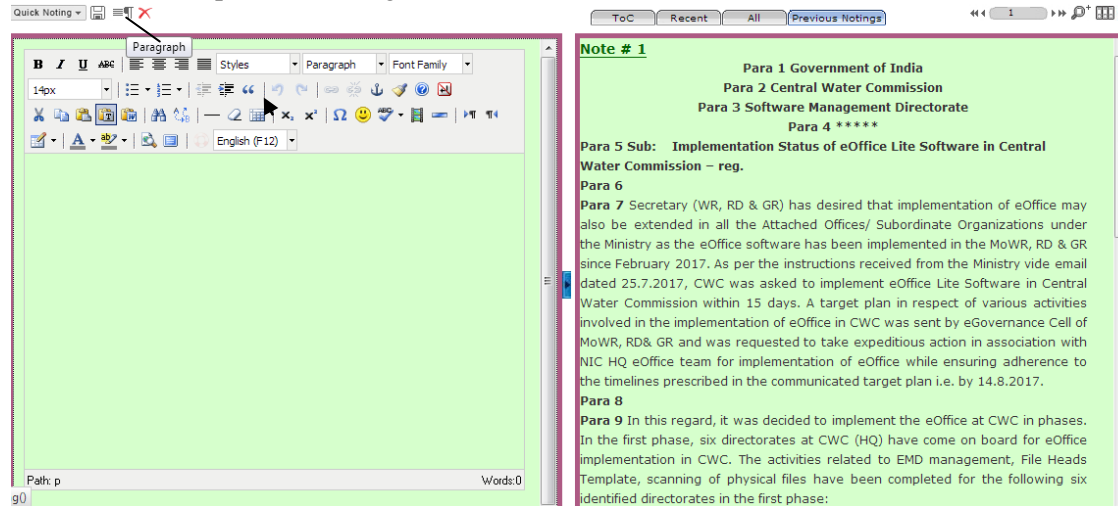 Quick Noting
Paragraph
B I U ABC Styles Paragraph Font Family
14px
English (F12)
Path: p Words:0
g()
ToC Recent All Previous Notings 1
Note # 1
Para 1 Government of India
Para 2 Central Water Commission
Para 3 Software Management Directorate
Para 4 *****
Para 5 Sub: Implementation Status of eOffice Lite Software in Central
Water Commission – reg.
Para 6
Para 7 Secretary (WR, RD & GR) has desired that implementation of eOffice may
also be extended in all the Attached Offices/ Subordinate Organizations under
the Ministry as the eOffice software has been implemented in the MoWR, RD & GR
since February 2017. As per the instructions received from the Ministry vide email
dated 25.7.2017, CWC was asked to implement eOffice Lite Software in Central
Water Commission within 15 days. A target plan in respect of various activities
involved in the implementation of eOffice in CWC was sent by eGovernance Cell of
MoWR, RD& GR and was requested to take expeditious action in association with
NIC HQ eOffice team for implementation of eOffice while ensuring adherence to
the timelines prescribed in the communicated target plan i.e. by 14.8.2017.
Para 8
Para 9 In this regard, it was decided to implement the eOffice at CWC in phases.
In the first phase, six directorates at CWC (HQ) have come on board for eOffice
implementation in CWC. The activities related to EMD management, File Heads
Template, scanning of physical files have been completed for the following six
identified directorates in the first phase: